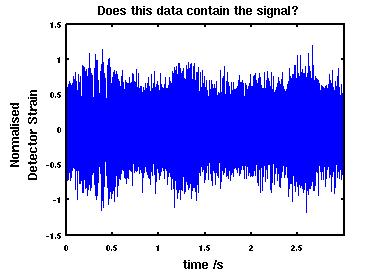 Does this data contain the signal?
1.5
1
0.5
0
-0.5
-1
-1.5
Normalised
Detector Strain
0 0.5 1 1.5 2 2.5
time /s